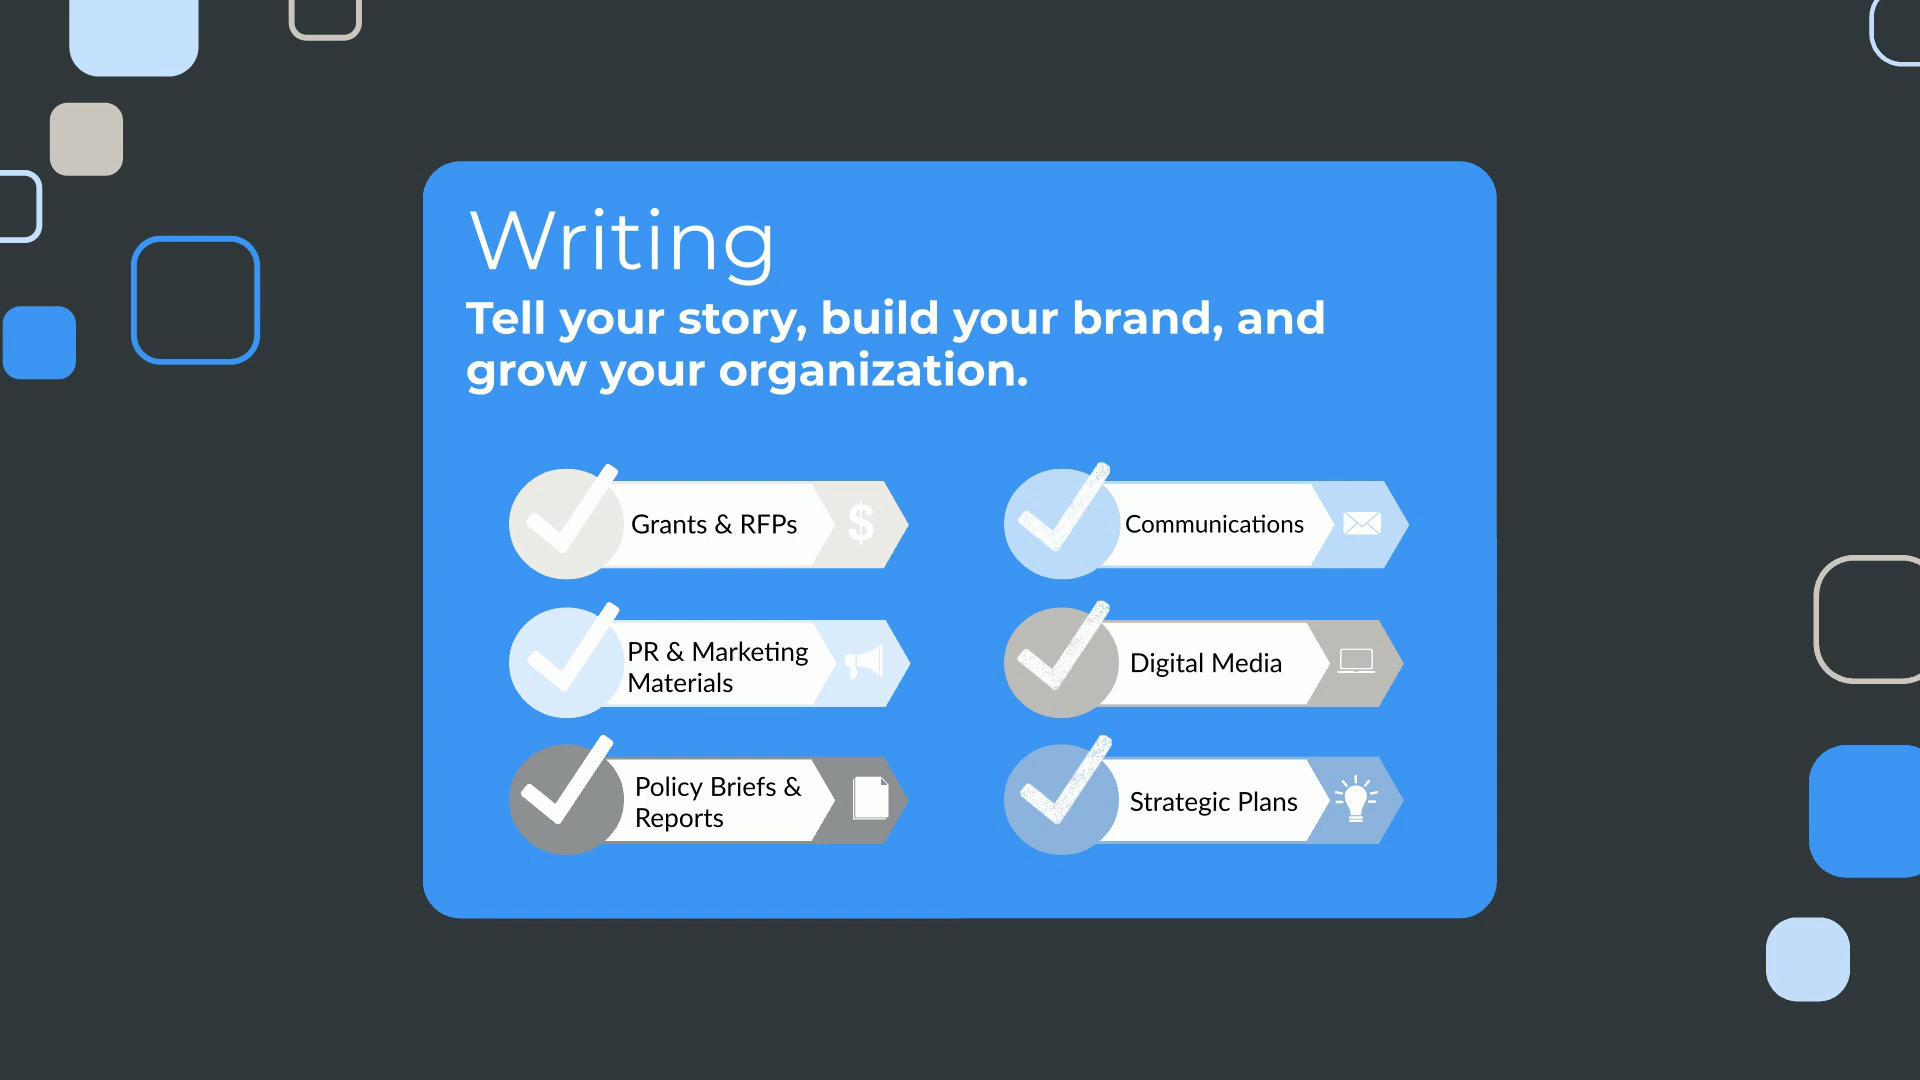 Writing
Tell your story, build your brand, and
grow your organization.
Grants & RFPs
$
Communications
PR & Marketing
Materials
Digital Media
Policy Briefs &
Reports
Strategic Plans